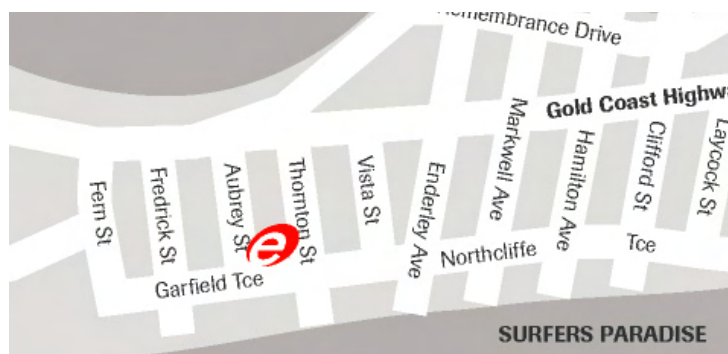 Remembrance Drive
Gold Coast Highw
Markwell Ave
Hamilton Ave
Clifford St
Laycock St
Fern St
Fredrick St
Aubrey St
Thornton St
Vista St
Enderley Ave
e
Northcliffe Tce
Garfield Tce
SURFERS PARADISE